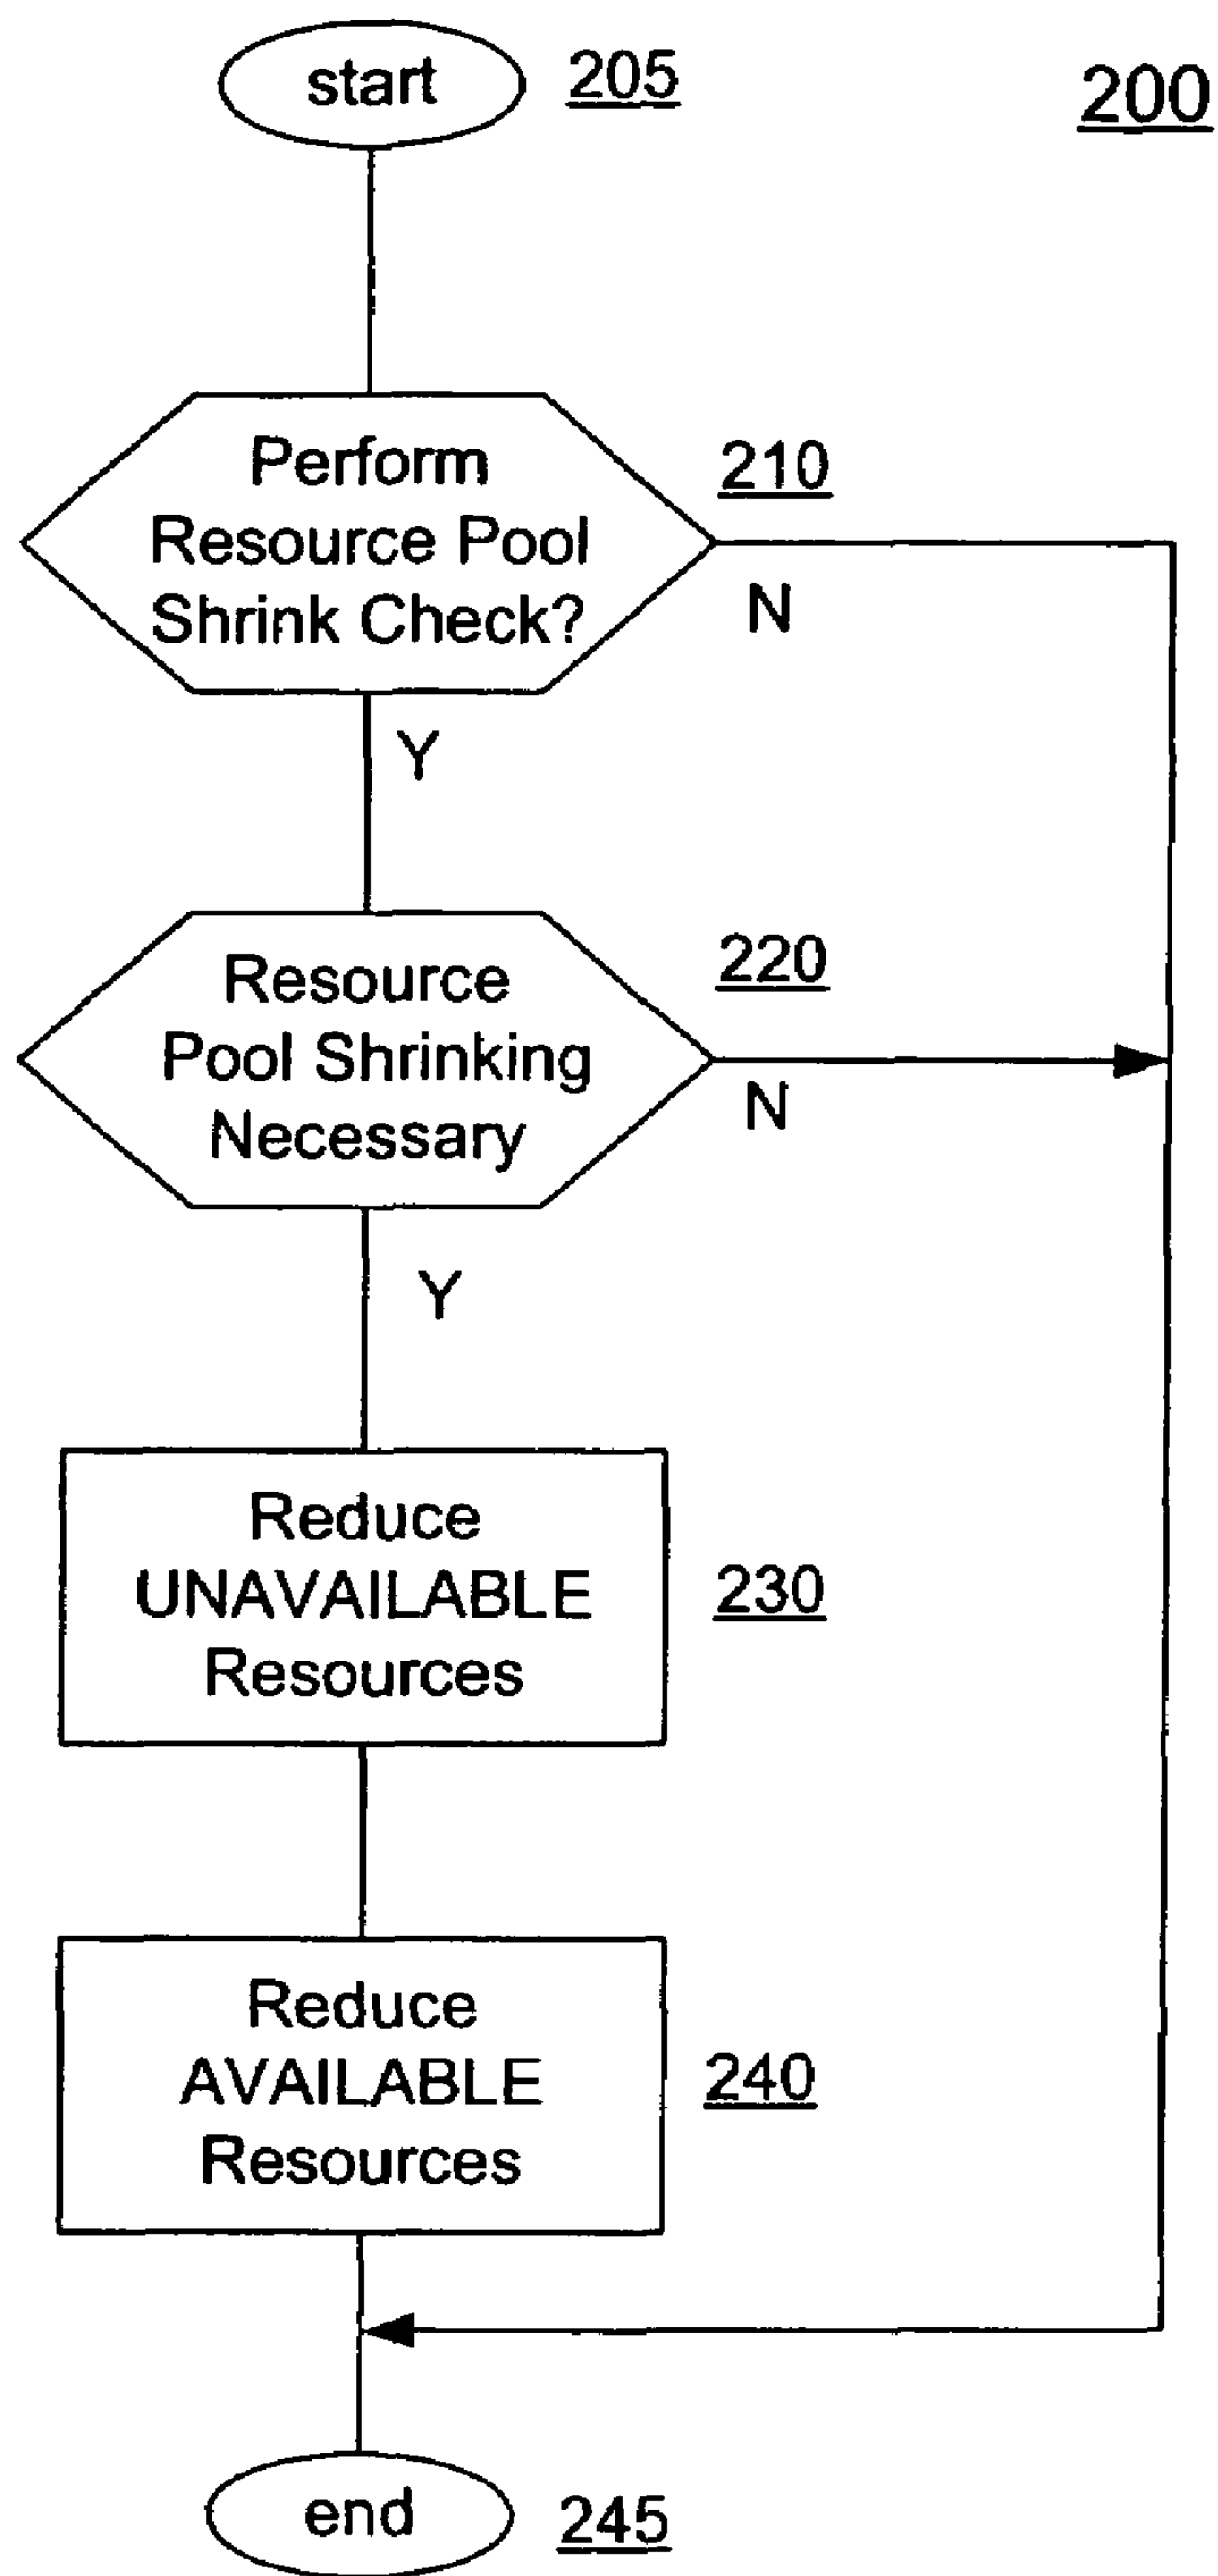 start 205
200
Perform
Resource Pool
Shrink Check?
210
N
Y
Resource
Pool Shrinking
Necessary
220
N
Y
Reduce
UNAVAILABLE
Resources
230
Reduce
AVAILABLE
Resources
240
end 245